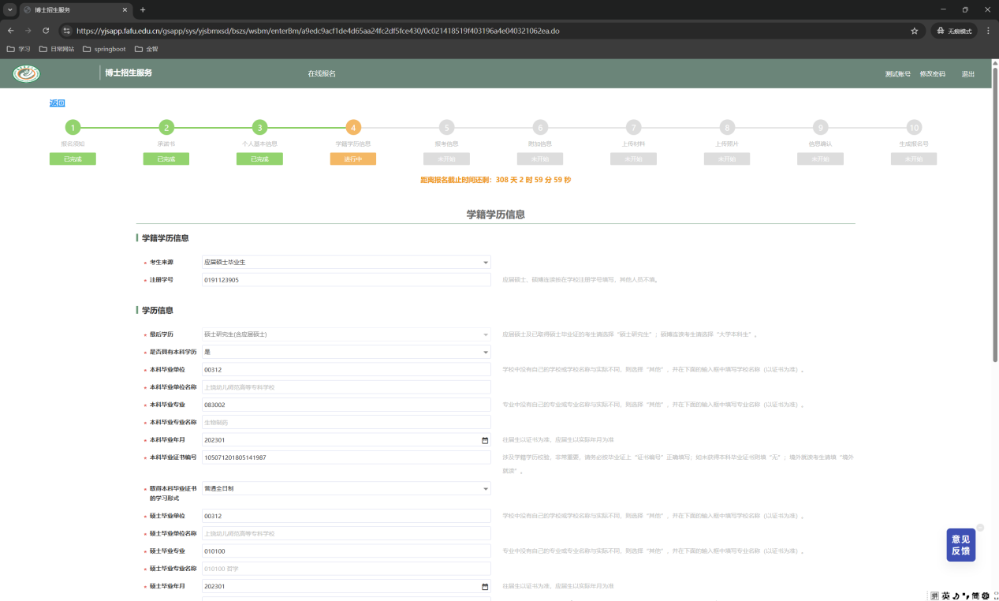 博士招生服务
https://yjsapp.fafu.edu.cn/gsapp/sys/yjsbmxsd/bszs/wsbm/enterBm/a9edc9acf1de4d65aa24fc2df5fce430/0c021418519f403196a4e040321062ea.do
无痕模式
学习 日常网站 springboot 金智
博士招生服务 在线报名 测试账号 修改密码 退出
返回
1 2 3 4 5 6 7 8 9 10
报名须知 承诺书 个人基本信息 学籍学历信息 报考信息 附加信息 上传材料 上传照片 信息确认 生成报名号
已完成 已完成 已完成 进行中 未开始 未开始 未开始 未开始 未开始 未开始
距离报名截止时间还剩：308 天 2 时 59 分 59 秒
学籍学历信息
学籍学历信息
* 考生来源 应届硕士毕业生
* 注册学号 0191123905 应届硕士、硕博连读按在学校注册学号填写，其他人员不填。
学历信息
* 最后学历 硕士研究生(含应届硕士) 应届硕士及已取得硕士毕业证的考生请选择“硕士研究生”；硕博连读考生请选择“大学本科生”。
* 是否具有本科学历 是
* 本科毕业单位 00312 学校中没有自己的学校或学校名称与实际不同，则选择“其他”，并在下面的输入框中填写学校名称（以证书为准）。
* 本科毕业单位名称 上饶幼儿师范高等专科学校
* 本科毕业专业 083002 专业中没有自己的专业或专业名称与实际不同，则选择“其他”，并在下面的输入框中填写专业名称（以证书为准）。
* 本科毕业专业名称 生物制药
* 本科毕业年月 202301 往届生以证书为准，应届生以实际年月为准
* 本科毕业证书编号 105071201805141987 涉及学籍学历校验，非常重要，请务必按毕业证上“证书编号”正确填写；如未获得本科毕业证书则填“无”；境外就读考生请填“境外
就读”。
* 取得本科毕业证书 普通全日制
的学习形式
* 硕士毕业单位 00312 学校中没有自己的学校或学校名称与实际不同，则选择“其他”，并在下面的输入框中填写学校名称（以证书为准）。
* 硕士毕业单位名称 上饶幼儿师范高等专科学校
* 硕士毕业专业 010100 专业中没有自己的专业或专业名称与实际不同，则选择“其他”，并在下面的输入框中填写专业名称（以证书为准）。
* 硕士毕业专业名称 010100 哲学
* 硕士毕业年月 202301 往届生以证书为准，应届生以实际年月为准
意见
反馈
拼 英 简